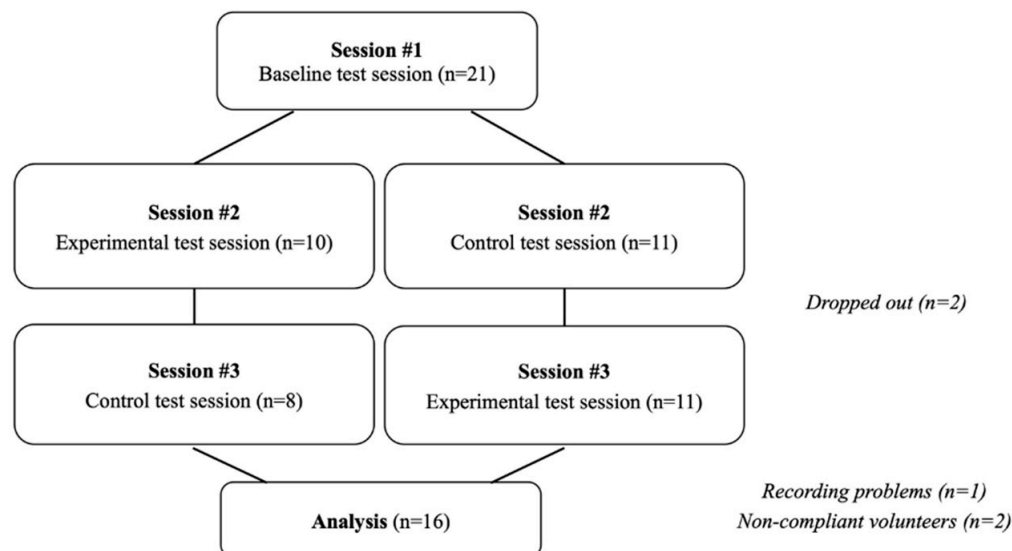 Session #1
Baseline test session (n=21)
Session #2
Experimental test session (n=10)
Session #2
Control test session (n=11)
Dropped out (n=2)
Session #3
Control test session (n=8)
Session #3
Experimental test session (n=11)
Recording problems (n=1)
Non-compliant volunteers (n=2)
Analysis (n=16)